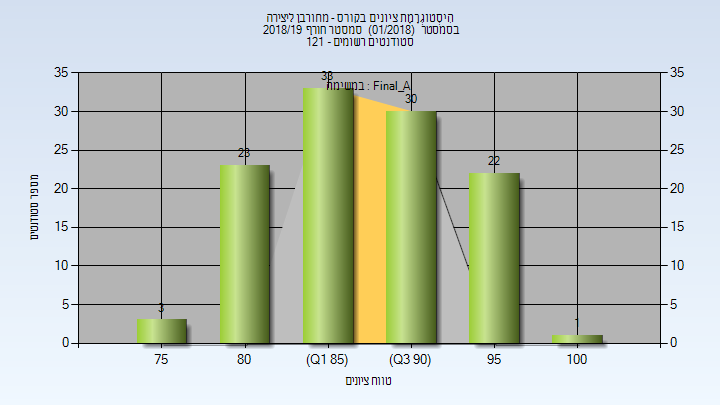 היסטוגרמת ציונים בקורס - מחורבן ליצירה
בסמסטר (01/2018) סמסטר חורף 2018/19
סטודנטים רשומים - 121
במשימת : Final_A
מספר סטודנטים
35 35
30 30
25 25
20 20
15 15
10 10
5 5
0 0
3 23 33 30 22 1
75 80 (Q1 85) (Q3 90) 95 100
טווח ציונים